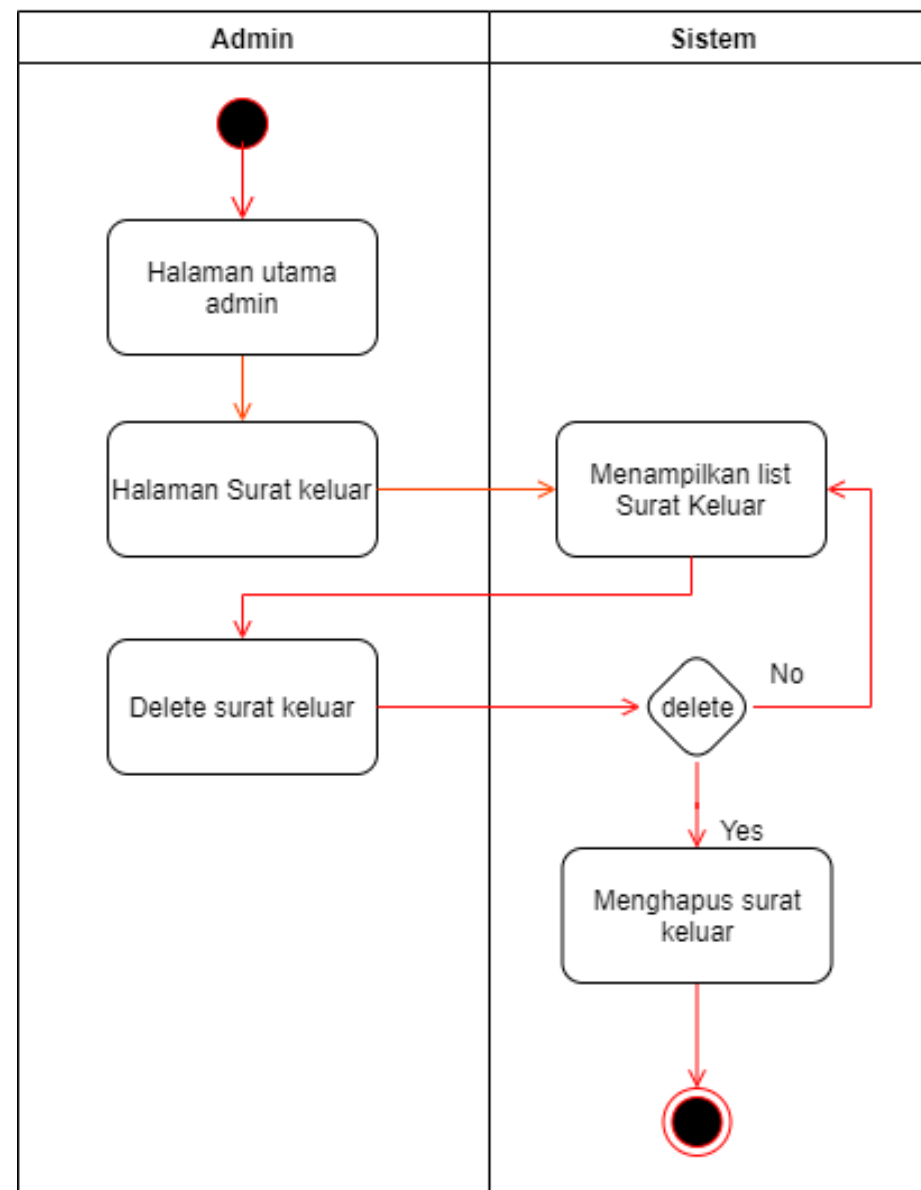 Admin
Sistem
Halaman utama
admin
Halaman Surat keluar
Menampilkan list
Surat Keluar
Delete surat keluar
delete
No
Yes
Menghapus surat
keluar